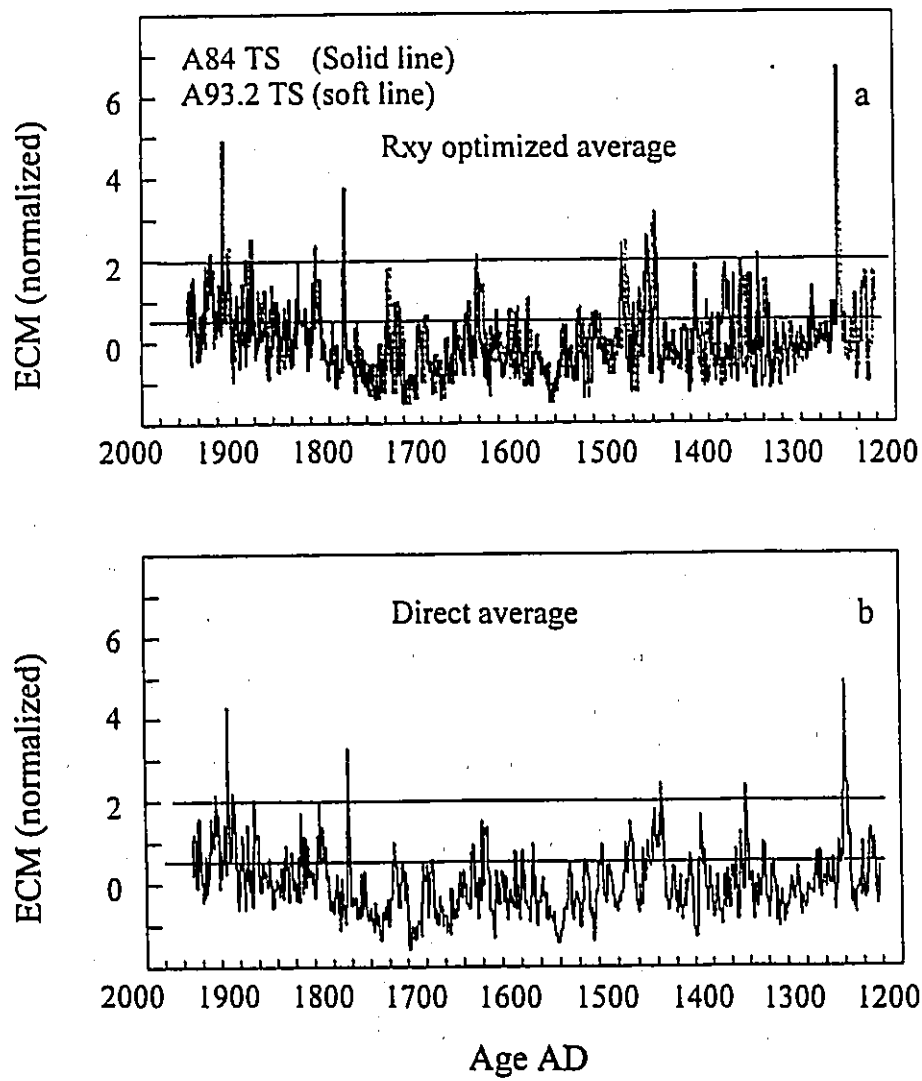 A84 TS (Solid line)
A93.2 TS (soft line)
a
Rxy optimized average
ECM (normalized)
6
4
2
0
2000 1900 1800 1700 1600 1500 1400 1300 1200
Direct average
b
ECM (normalized)
6
4
2
0
2000 1900 1800 1700 1600 1500 1400 1300 1200
Age AD